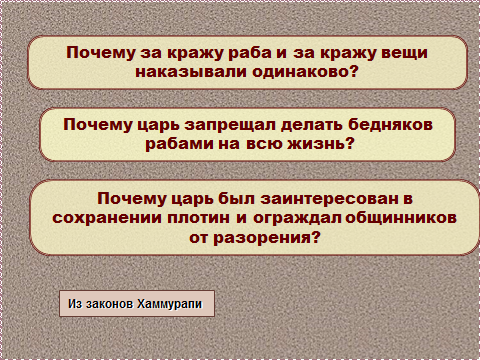 Почему за кражу раба и за кражу вещи
наказывали одинаково?
Почему царь запрещал делать бедняков
рабами на всю жизнь?
Почему царь был заинтересован в
сохранении плотин и ограждал общинников
от разорения?
Из законов Хаммурапи